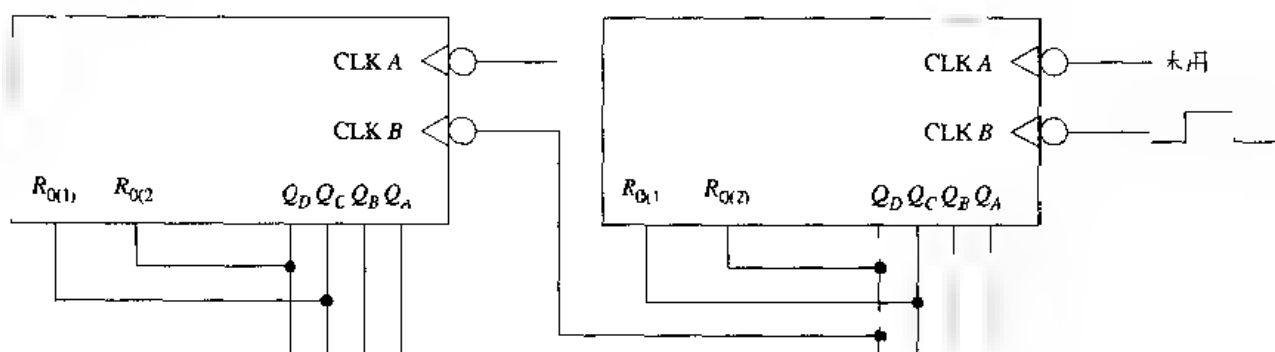 CLK A
CLK B
R0(1) R0(2 QD QC QB QA
CLK A
未用
CLK B
R0(1 R0(2) QD QC QB QA